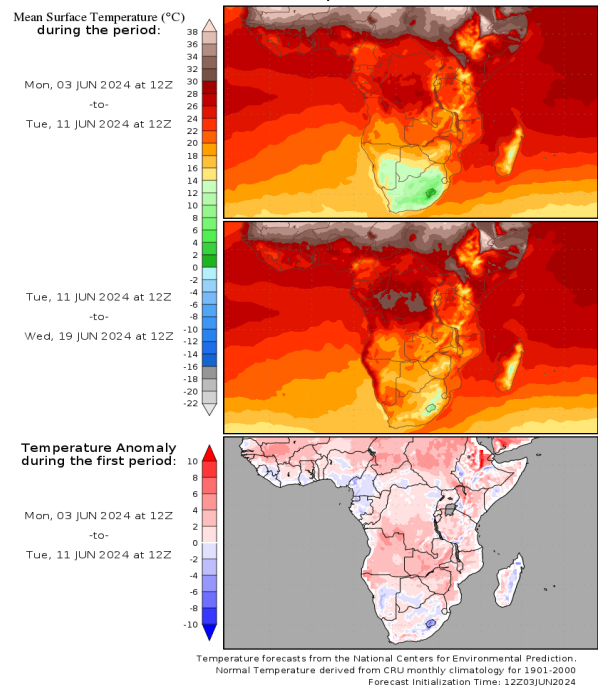 Mean Surface Temperature (°C)
during the period:
38
36
34
32
30
Mon, 03 JUN 2024 at 12Z
29
28
27
-to-
26
25
Tue, 11 JUN 2024 at 12Z
24
22
20
18
16
14
12
10
8
6
4
2
0
-2
Tue, 11 JUN 2024 at 12Z
-4
-6
-to-
-8
-10
Wed, 19 JUN 2024 at 12Z
-12
-14
-16
-17
-18
-20
-22
Temperature Anomaly
during the first period:
10
8
6
4
Mon, 03 JUN 2024 at 12Z
2
-to-
0
Tue, 11 JUN 2024 at 12Z
-2
-4
-6
-8
-10
Temperature forecasts from the National Centers for Environmental Prediction.
Normal Temperature derived from CRU monthly climatology for 1901-2000
Forecast Initialization Time: 12Z03JUN2024